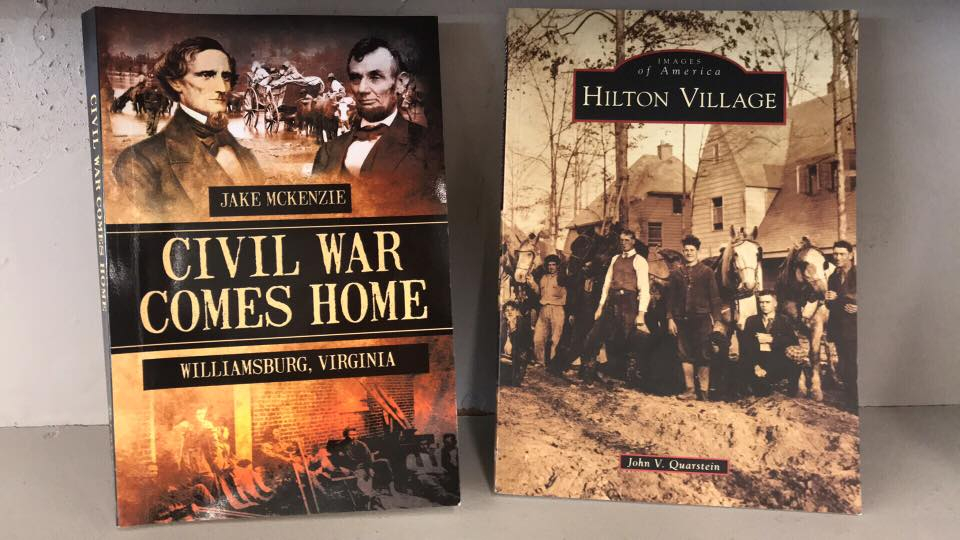 CIVIL WAR COMES HOME
JAKE MCKENZIE
CIVIL WAR
COMES HOME
WILLIAMSBURG, VIRGINIA
IMAGES
of America
HILTON VILLAGE
John V. Quarstein